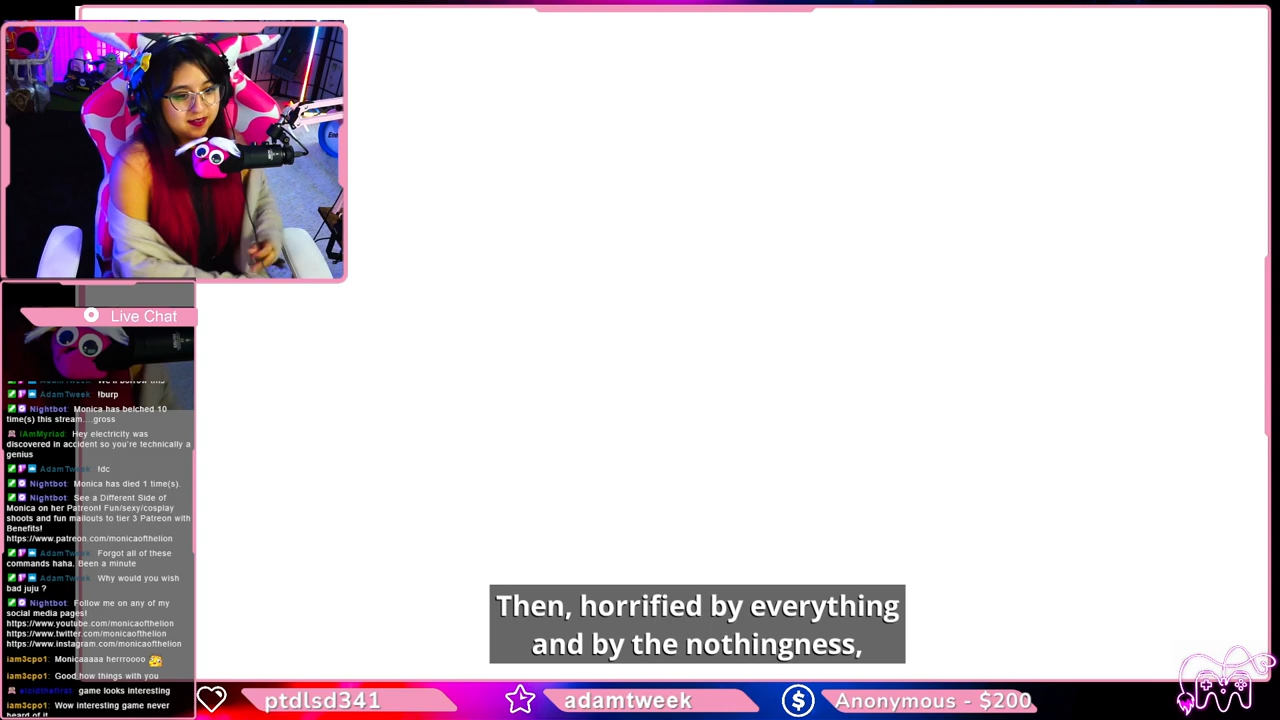 Live Chat
AdamTweek: !burp
Nightbot: Monica has belched 10
time(s) this stream....gross
IAmMyriad: Hey electricity was
discovered in accident so you're technically a
genius
AdamTweek: !dc
Nightbot: Monica has died 1 time(s).
Nightbot: See a Different Side of
Monica on her Patreon! Fun/sexy/cosplay
shoots and fun mailouts to tier 3 Patreon with
Benefits!
https://www.patreon.com/monicaofthelion
AdamTweek: Forgot all of these
commands haha. Been a minute
AdamTweek: Why would you wish
bad juju ?
Nightbot: Follow me on any of my
social media pages!
https://www.youtube.com/monicaofthelion
https://www.twitter.com/monicaofthelion
https://www.instagram.com/monicaofthelion
iam3cpo1: Monicaaaaa herrroooo
iam3cpo1: Good how things with you
elcidthefirst: game looks interesting
iam3cpo1: Wow interesting game never
heard of it
Then, horrified by everything
and by the nothingness,
ptdlsd341
adamtweek
Anonymous - $200